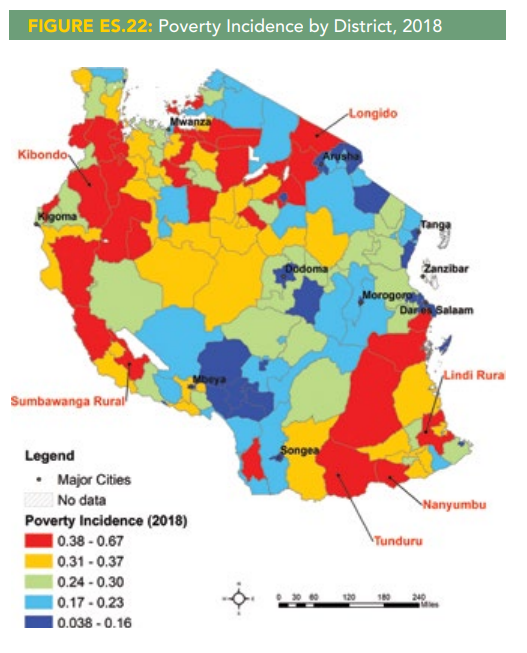 FIGURE ES.22: Poverty Incidence by District, 2018
Longido
Mwanza
Arusha
Kibondo
Kigoma
Tanga
Zanzibar
Dodoma
Morogoro
Dar es Salaam
Mbeya
Lindi Rura
Sumbawanga Rural
Songea
Nanyumbu
Tunduru
Legend
Major Cities
No data
Poverty Incidence (2018)
0.38 - 0.67
0.31 - 0.37
0.24 - 0.30
0.17 - 0.23
0.038 - 0.16
0 30 60 120 180 240
Miles